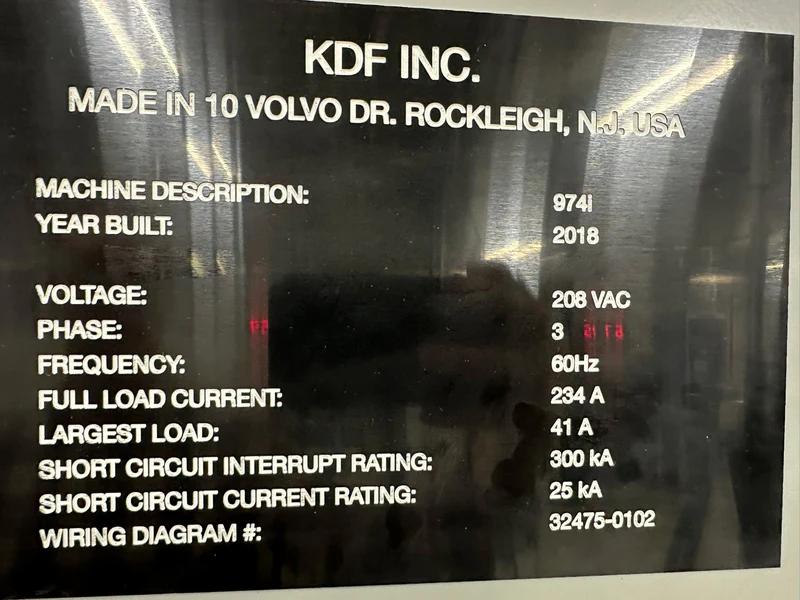 KDF INC.
MADE IN 10 VOLVO DR. ROCKLEIGH, N.J. USA
MACHINE DESCRIPTION: 974i
YEAR BUILT: 2018
VOLTAGE: 208 VAC
PHASE: 3
FREQUENCY: 60Hz
FULL LOAD CURRENT: 234 A
LARGEST LOAD: 41 A
SHORT CIRCUIT INTERRUPT RATING: 300 kA
SHORT CIRCUIT CURRENT RATING: 25 kA
WIRING DIAGRAM #: 32475-0102